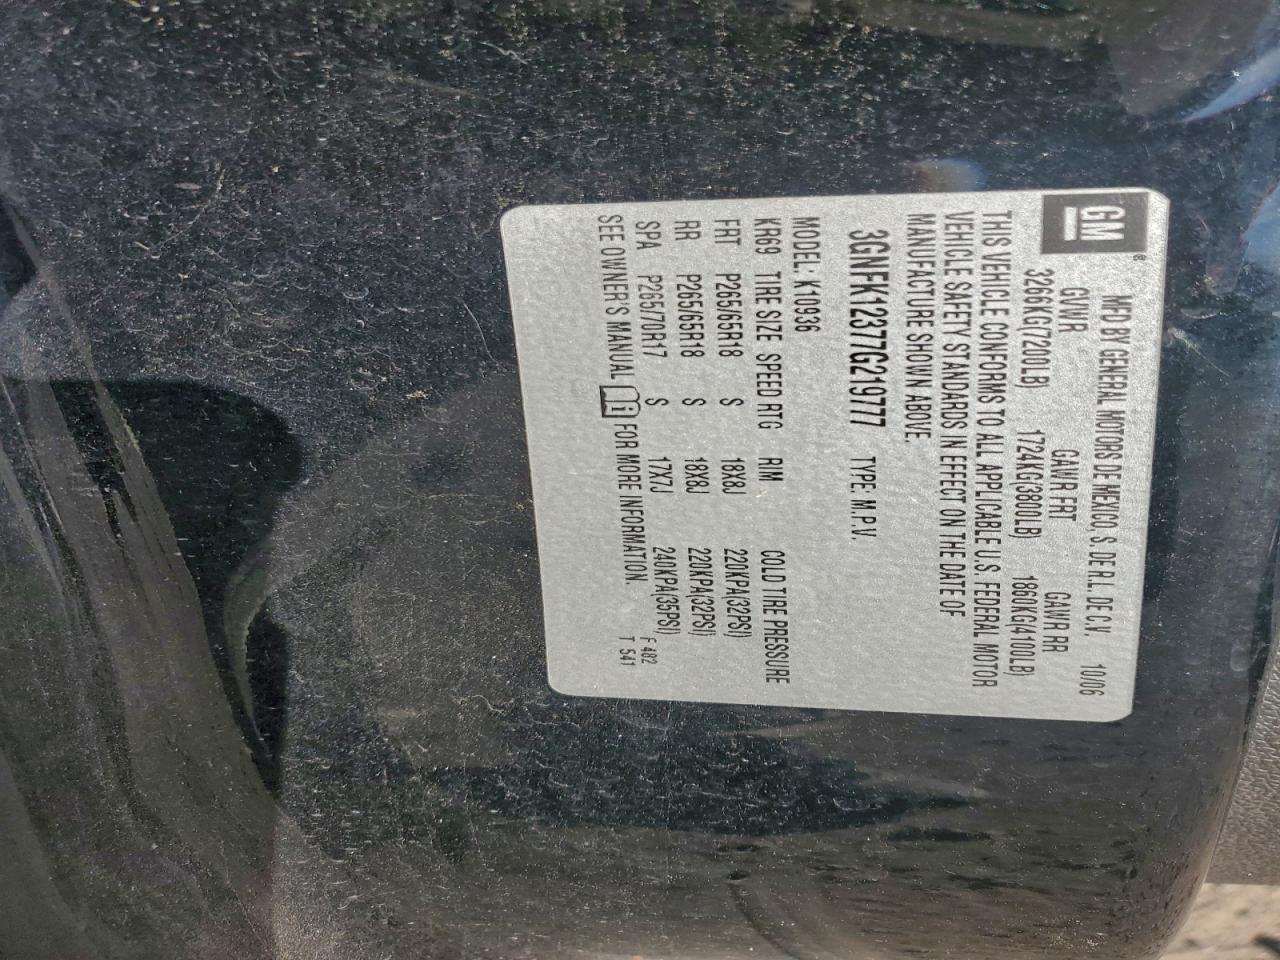 GM®
MFD BY GENERAL MOTORS DE MEXICO, S. DE R.L. DE C.V. 10/06
GVWR GAWR FRT GAWR RR
3266KG(7200LB) 1724KG(3800LB) 1860KG(4100LB)
THIS VEHICLE CONFORMS TO ALL APPLICABLE U.S. FEDERAL MOTOR
VEHICLE SAFETY STANDARDS IN EFFECT ON THE DATE OF
MANUFACTURE SHOWN ABOVE.
3GNFK12377G219777 TYPE: M.P.V.
MODEL: K10936
KR69 TIRE SIZE SPEED RTG RIM COLD TIRE PRESSURE
FRT P265/65R18 S 18X8J 220KPA(32PSI)
RR P265/65R18 S 18X8J 220KPA(32PSI)
SPA P265/70R17 S 17X7J 240KPA(35PSI)
SEE OWNER'S MANUAL FOR MORE INFORMATION.
F 482
T 541